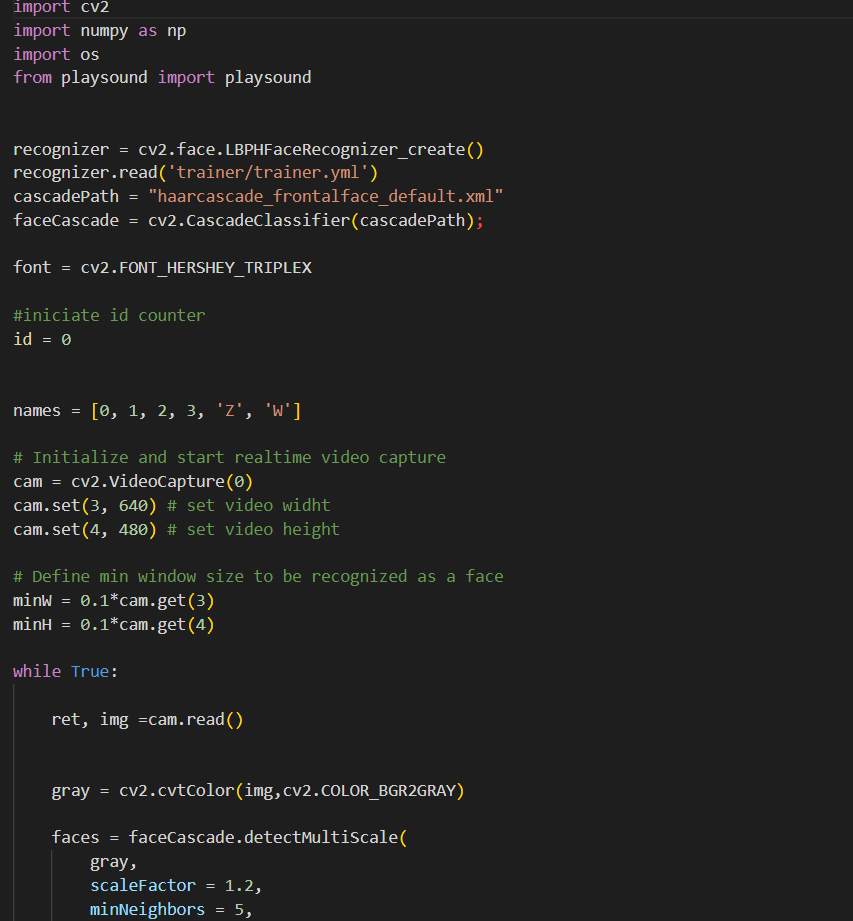 import cv2
import numpy as np
import os
from playsound import playsound
recognizer = cv2.face.LBPHFaceRecognizer_create()
recognizer.read('trainer/trainer.yml')
cascadePath = "haarcascade_frontalface_default.xml"
faceCascade = cv2.CascadeClassifier(cascadePath);
font = cv2.FONT_HERSHEY_TRIPLEX
#iniciate id counter
id = 0
names = [0, 1, 2, 3, 'Z', 'W']
# Initialize and start realtime video capture
cam = cv2.VideoCapture(0)
cam.set(3, 640) # set video widht
cam.set(4, 480) # set video height
# Define min window size to be recognized as a face
minW = 0.1*cam.get(3)
minH = 0.1*cam.get(4)
while True:
    ret, img =cam.read()
    gray = cv2.cvtColor(img,cv2.COLOR_BGR2GRAY)
    faces = faceCascade.detectMultiScale(
        gray,
        scaleFactor = 1.2,
        minNeighbors = 5,